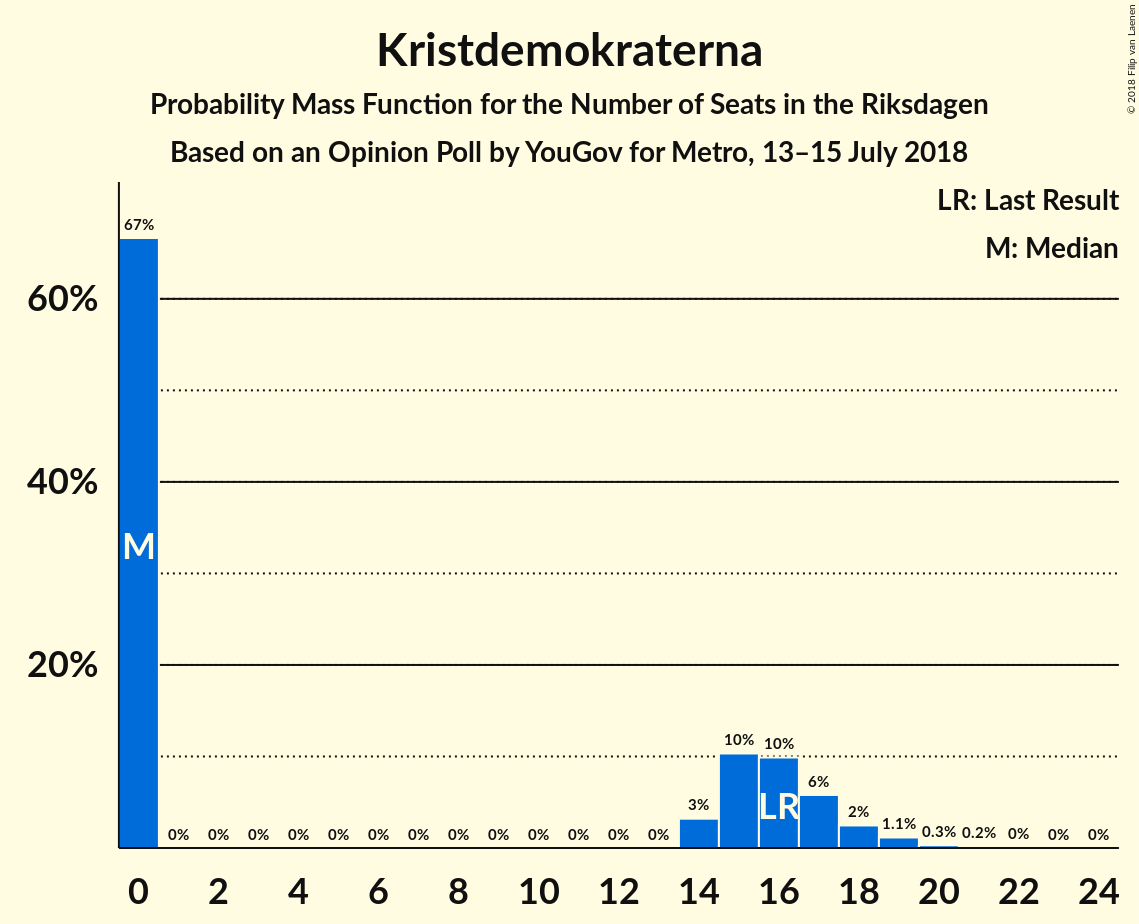 Kristdemokraterna
Probability Mass Function for the Number of Seats in the Riksdagen
Based on an Opinion Poll by YouGov for Metro, 13–15 July 2018
© 2018 Filip van Laenen
LR: Last Result
M: Median
60%
40%
20%
67% 0% 0% 0% 0% 0% 0% 0% 0% 0% 0% 0% 0% 0% 3% 10% 10% 6% 2% 1.1% 0.3% 0.2% 0% 0% 0%
M
LR
0 2 4 6 8 10 12 14 16 18 20 22 24